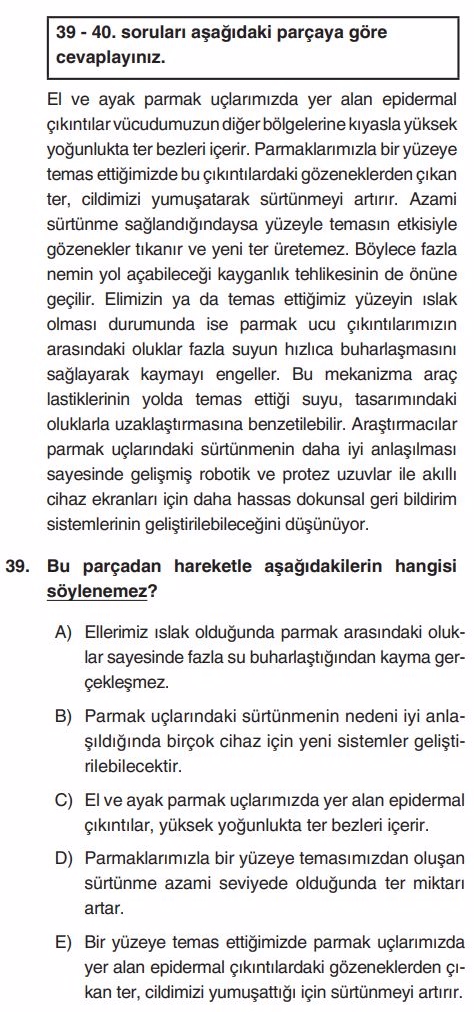 39 - 40. soruları aşağıdaki parçaya göre
cevaplayınız.
El ve ayak parmak uçlarımızda yer alan epidermal
çıkıntılar vücudumuzun diğer bölgelerine kıyasla yüksek
yoğunlukta ter bezleri içerir. Parmaklarımızla bir yüzeye
temas ettiğimizde bu çıkıntılardaki gözeneklerden çıkan
ter, cildimizi yumuşatarak sürtünmeyi artırır. Azami
sürtünme sağlandığındaysa yüzeyle temasın etkisiyle
gözenekler tıkanır ve yeni ter üretemez. Böylece fazla
nemin yol açabileceği kayganlık tehlikesinin de önüne
geçilir. Elimizin ya da temas ettiğimiz yüzeyin ıslak
olması durumunda ise parmak ucu çıkıntılarımızın
arasındaki oluklar fazla suyun hızlıca buharlaşmasını
sağlayarak kaymayı engeller. Bu mekanizma araç
lastiklerinin yolda temas ettiği suyu, tasarımındaki
oluklarla uzaklaştırmasına benzetilebilir. Araştırmacılar
parmak uçlarındaki sürtünmenin daha iyi anlaşılması
sayesinde gelişmiş robotik ve protez uzuvlar ile akıllı
cihaz ekranları için daha hassas dokunsal geri bildirim
sistemlerinin geliştirilebileceğini düşünüyor.
39. Bu parçadan hareketle aşağıdakilerin hangisi
söylenemez?
A) Ellerimiz ıslak olduğunda parmak arasındaki oluk-
lar sayesinde fazla su buharlaştığından kayma ger-
çekleşmez.
B) Parmak uçlarındaki sürtünmenin nedeni iyi anla-
şıldığında birçok cihaz için yeni sistemler gelişti-
rilebilecektir.
C) El ve ayak parmak uçlarımızda yer alan epidermal
çıkıntılar, yüksek yoğunlukta ter bezleri içerir.
D) Parmaklarımızla bir yüzeye temasımızdan oluşan
sürtünme azami seviyede olduğunda ter miktarı
artar.
E) Bir yüzeye temas ettiğimizde parmak uçlarımızda
yer alan epidermal çıkıntılardaki gözeneklerden çı-
kan ter, cildimizi yumuşattığı için sürtünmeyi artırır.